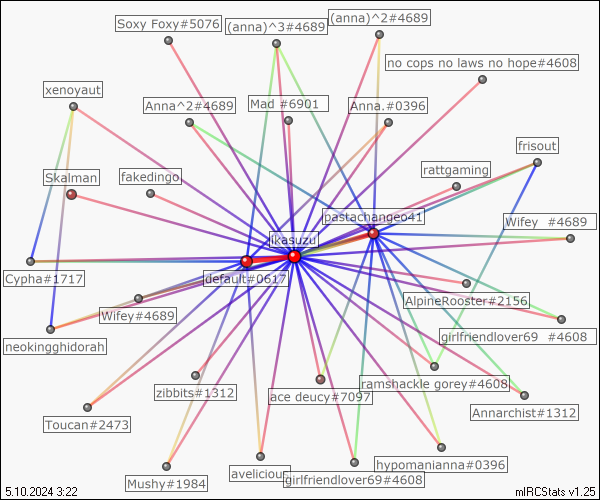 Soxy Foxy#5076
(anna)^3#4689
(anna)^2#4689
no cops no laws no hope#4608
xenoyaut
Anna^2#4689
Mad #6901
Anna.#0396
frisout
Skalman
fakedingo
rattgaming
pastachangeo41
Wifey #4689
ikasuzu
Cypha#1717
default#0617
AlpineRooster#2156
Wifey#4689
girlfriendlover69 #4608
neokingghidorah
zibbits#1312
ace deucy#7097
ramshackle gorey#4608
Annarchist#1312
Toucan#2473
hypomanianna#0396
avelicious
girlfriendlover69#4608
Mushy#1984
5.10.2024 3:22
mIRCStats v1.25